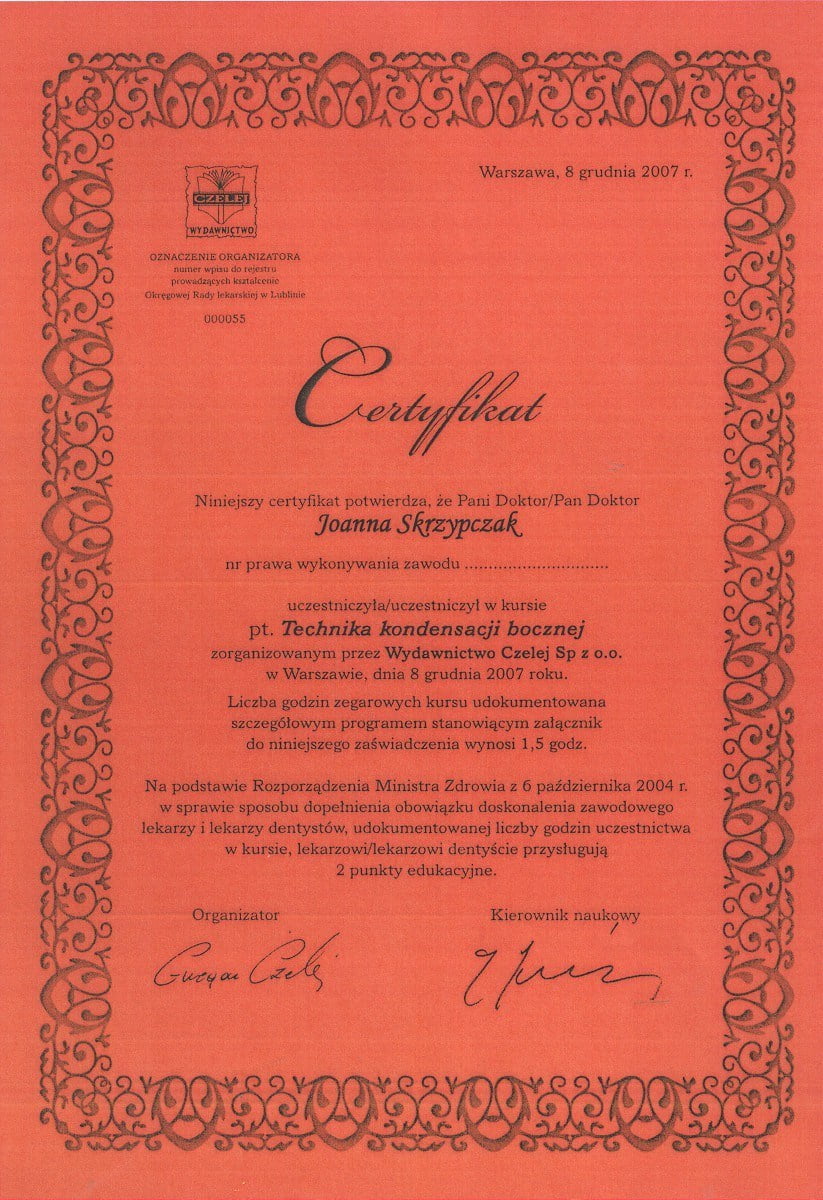 Warszawa, 8 grudnia 2007 r.
CZELEJ
WYDAWNICTWO
OZNACZENIE ORGANIZATORA
numer wpisu do rejestru
prowadzących kształcenie
Okręgowej Rady lekarskiej w Lublinie
000055
Certyfikat
Niniejszy certyfikat potwierdza, że Pani Doktor/Pan Doktor
Joanna Skrzypczak
nr prawa wykonywania zawodu ..............................
uczestniczyła/uczestniczył w kursie
pt. Technika kondensacji bocznej
zorganizowanym przez Wydawnictwo Czelej Sp z o.o.
w Warszawie, dnia 8 grudnia 2007 roku.
Liczba godzin zegarowych kursu udokumentowana
szczegółowym programem stanowiącym załącznik
do niniejszego zaświadczenia wynosi 1,5 godz.
Na podstawie Rozporządzenia Ministra Zdrowia z 6 października 2004 r.
w sprawie sposobu dopełnienia obowiązku doskonalenia zawodowego
lekarzy i lekarzy dentystów, udokumentowanej liczby godzin uczestnictwa
w kursie, lekarzowi/lekarzowi dentyście przysługują
2 punkty edukacyjne.
Organizator Kierownik naukowy
Czelej